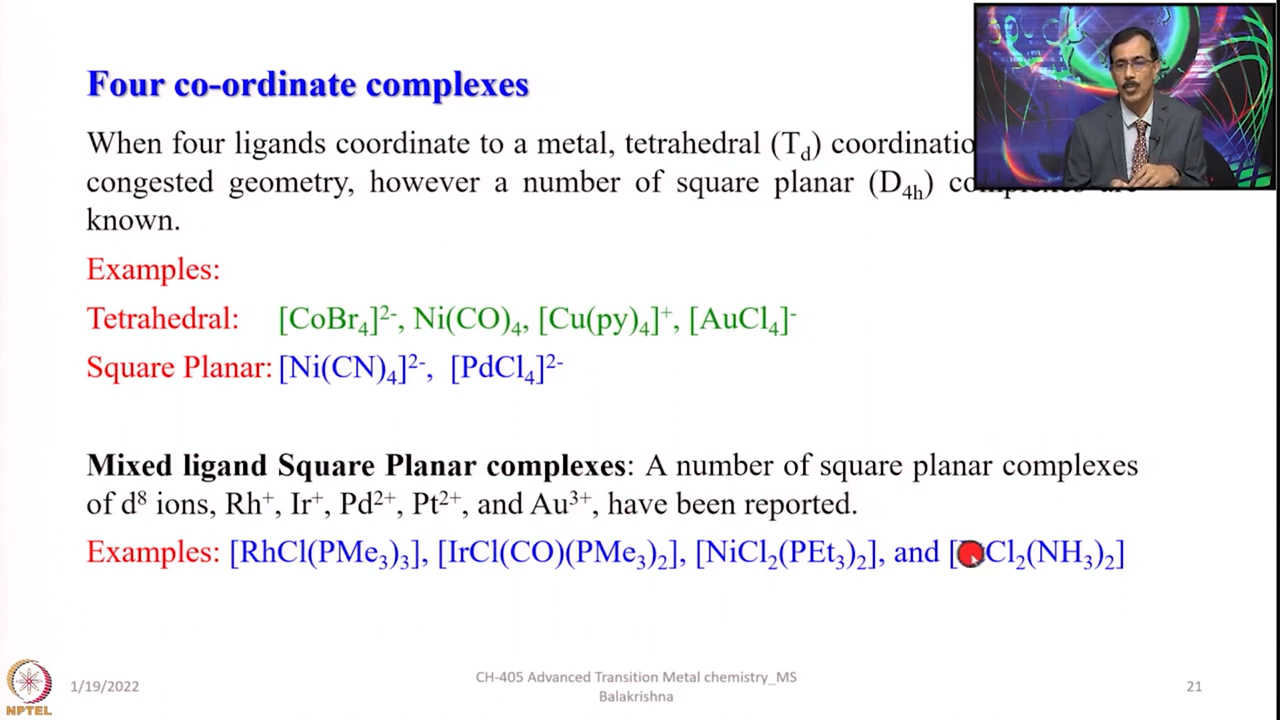 Four co-ordinate complexes
When four ligands coordinate to a metal, tetrahedral (T_d) coordinatio
congested geometry, however a number of square planar (D_4h) complexes are
known.
Examples:
Tetrahedral: [CoBr₄]²⁻, Ni(CO)₄, [Cu(py)₄]⁺, [AuCl₄]⁻
Square Planar: [Ni(CN)₄]²⁻, [PdCl₄]²⁻
Mixed ligand Square Planar complexes: A number of square planar complexes
of d⁸ ions, Rh⁺, Ir⁺, Pd²⁺, Pt²⁺, and Au³⁺, have been reported.
Examples: [RhCl(PMe₃)₃], [IrCl(CO)(PMe₃)₂], [NiCl₂(PEt₃)₂], and [ Cl₂(NH₃)₂]
NPTEL
1/19/2022
CH-405 Advanced Transition Metal chemistry_MS
Balakrishna
21